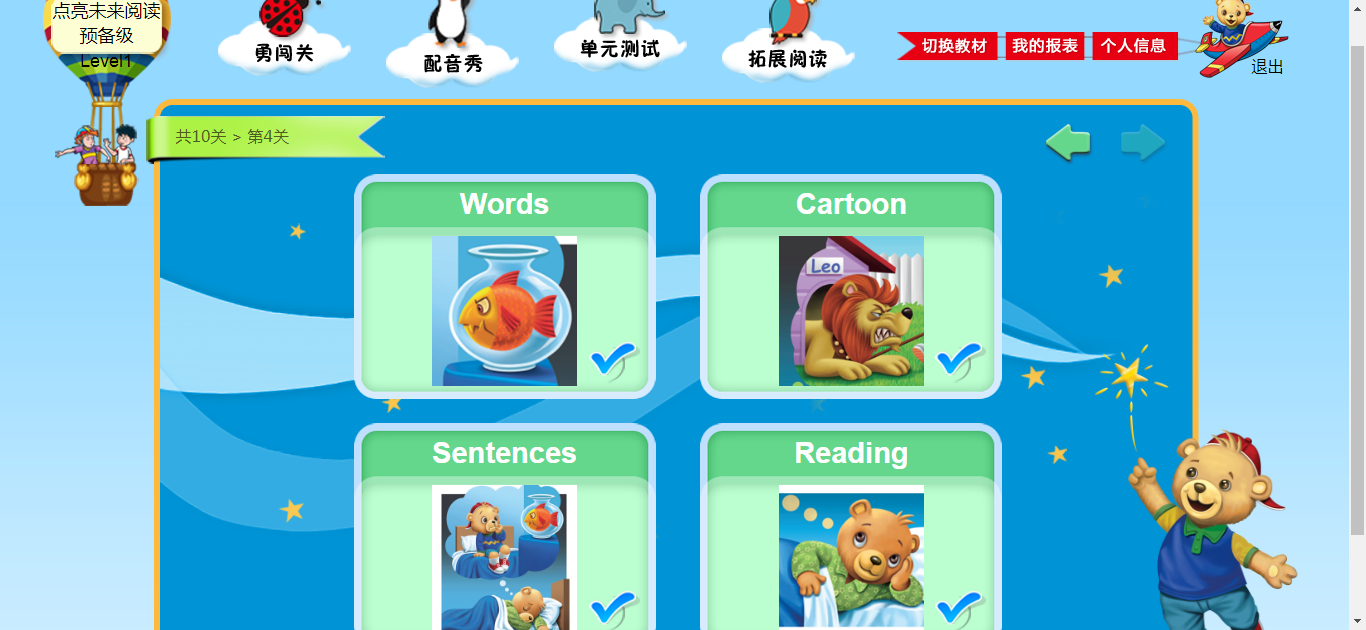 点亮未来阅读
预备级
Level1
勇闯关
配音秀
单元测试
拓展阅读
切换教材
我的报表
个人信息
退出
共10关 > 第4关
Words
Cartoon
Leo
Sentences
Reading